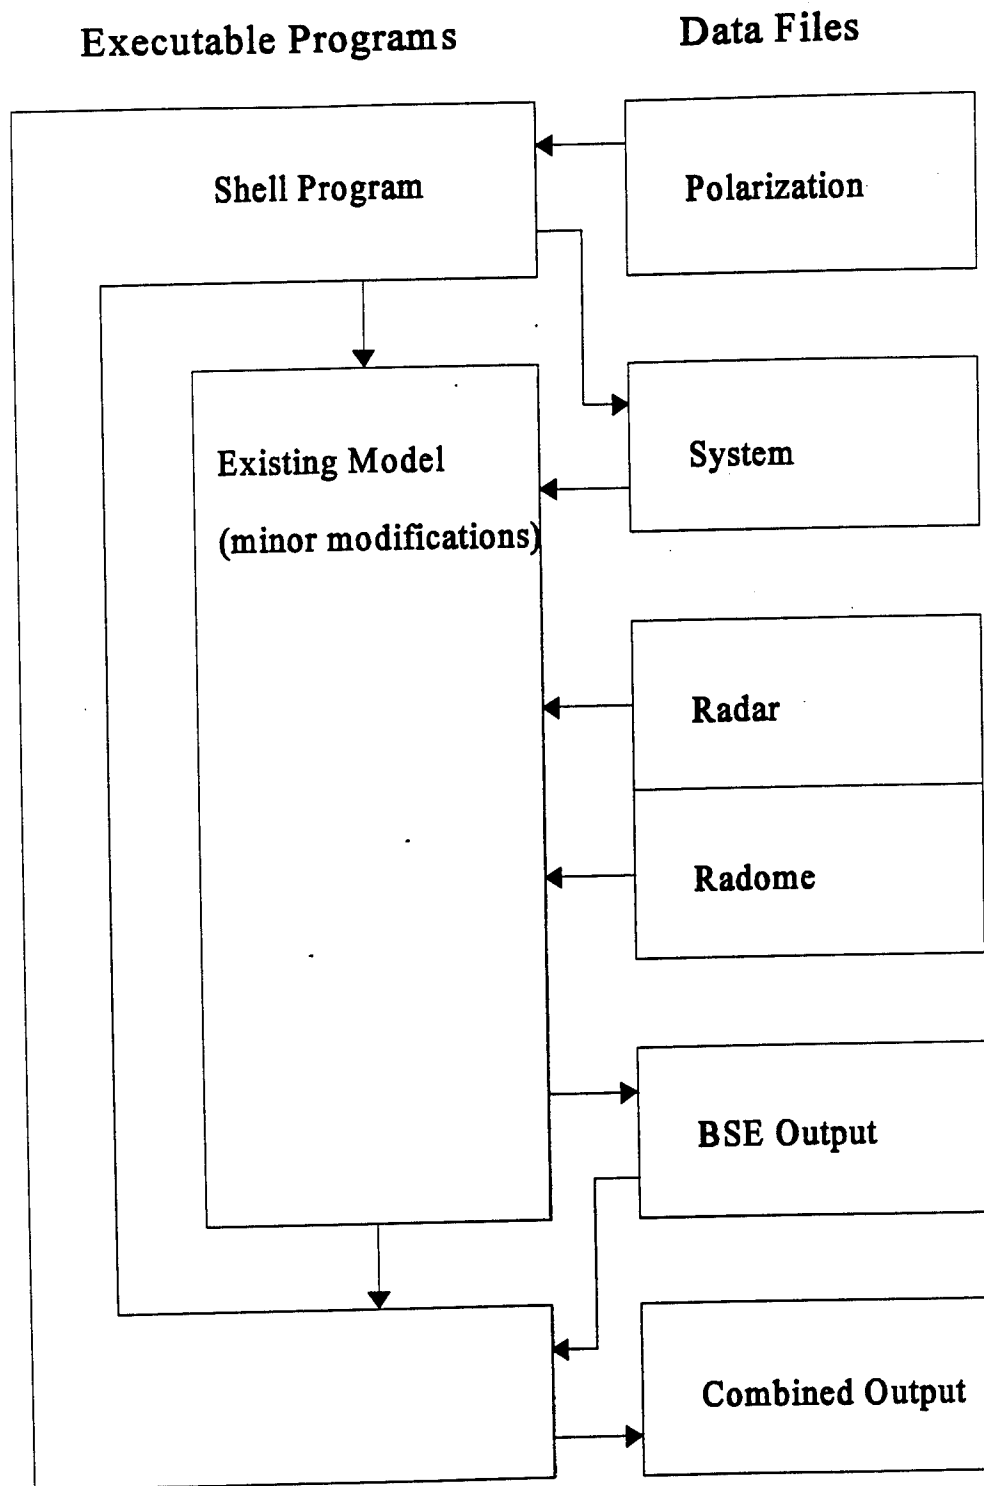 Executable Programs
Data Files
Shell Program
Polarization
Existing Model
(minor modifications)
System
Radar
Radome
BSE Output
Combined Output